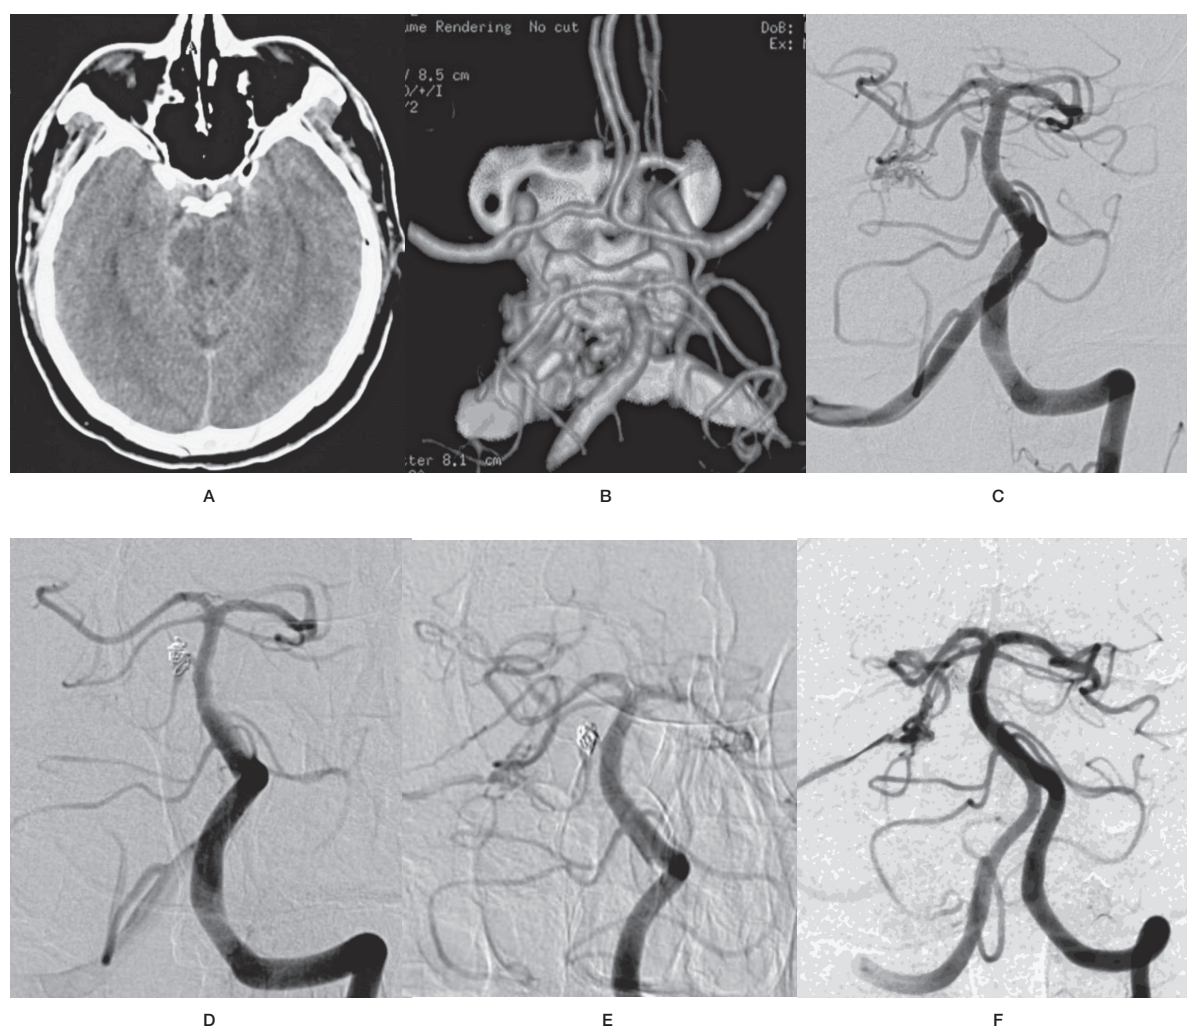 ume Rendering No cut
DoB:
Ex:
/ 8.5 cm
)/+/I
/2
ter 8.1 cm
A
B
C
D
E
F